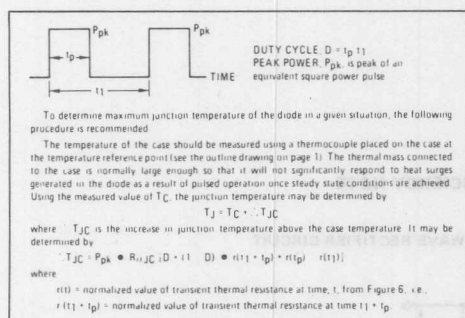 Ppk
Ppk
tp
t1
TIME
DUTY CYCLE, D = tp t1
PEAK POWER, Ppk, is peak of an
equivalent square power pulse
To determine maximum junction temperature of the diode in a given situation, the following
procedure is recommended
The temperature of the case should be measured using a thermocouple placed on the case at
the temperature reference point (see the outline drawing on page 1) The thermal mass connected
to the case is normally large enough so that it will not significantly respond to heat surges
generated in the diode as a result of pulsed operation once steady state conditions are achieved
Using the measured value of TC, the junction temperature may be determined by
TJ = TC + ∴TJC
where ∴TJC is the increase in junction temperature above the case temperature It may be
determined by
∴TJC = Ppk ● RθJC [D + (1 D) ● r(t1 + tp) + r(tp) r(t1)]
where
r(t) = normalized value of transient thermal resistance at time, t, from Figure 6, i.e.,
r (t1 + tp) = normalized value of transient thermal resistance at time t1 + tp